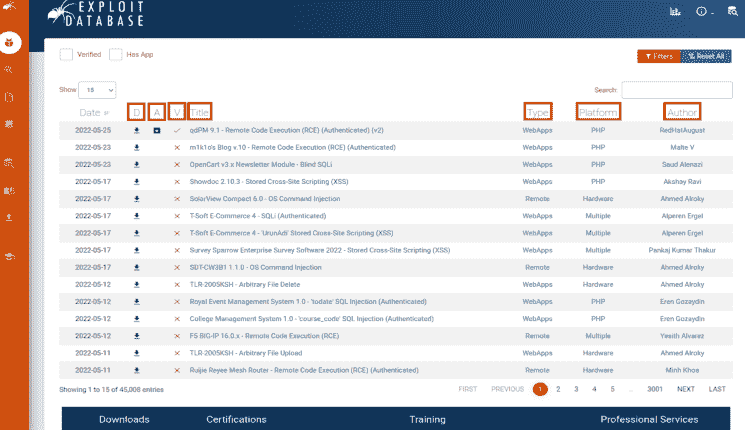 EXPLOIT
DATABASE
Verified Has App
Filters Reset All
Show 15 Search:
Date D A V Title Type Platform Author
2022-05-25 qdPM 9.1 - Remote Code Execution (RCE) (Authenticated) (v2) WebApps PHP RedHatAugust
2022-05-23 m1k1o's Blog v.10 - Remote Code Execution (RCE) (Authenticated) WebApps PHP Malte V
2022-05-23 OpenCart v3.x Newsletter Module - Blind SQLi WebApps PHP Saud Alenazi
2022-05-17 Showdoc 2.10.3 - Stored Cross-Site Scripting (XSS) WebApps PHP Akshay Ravi
2022-05-17 SolarView Compact 6.0 - OS Command Injection Remote Hardware Ahmed Alroky
2022-05-17 T-Soft E-Commerce 4 - SQLi (Authenticated) WebApps Multiple Alperen Ergel
2022-05-17 T-Soft E-Commerce 4 - 'UrunAdi' Stored Cross-Site Scripting (XSS) WebApps Multiple Alperen Ergel
2022-05-17 Survey Sparrow Enterprise Survey Software 2022 - Stored Cross-Site Scripting (XSS) WebApps Multiple Pankaj Kumar Thakur
2022-05-17 SDT-CW3B1 1.1.0 - OS Command Injection Remote Hardware Ahmed Alroky
2022-05-12 TLR-2005KSH - Arbitrary File Delete WebApps Hardware Ahmed Alroky
2022-05-12 Royal Event Management System 1.0 - 'todate' SQL Injection (Authenticated) WebApps PHP Eren Gozaydin
2022-05-12 College Management System 1.0 - 'course_code' SQL Injection (Authenticated) WebApps PHP Eren Gozaydin
2022-05-12 F5 BIG-IP 16.0.x - Remote Code Execution (RCE) Remote Multiple Yesith Alvarez
2022-05-11 TLR-2005KSH - Arbitrary File Upload WebApps Hardware Ahmed Alroky
2022-05-11 Ruijie Reyee Mesh Router - Remote Code Execution (RCE) (Authenticated) Remote Hardware Minh Khoa
Showing 1 to 15 of 45,008 entries FIRST PREVIOUS 1 2 3 4 5 … 3001 NEXT LAST
Downloads Certifications Training Professional Services